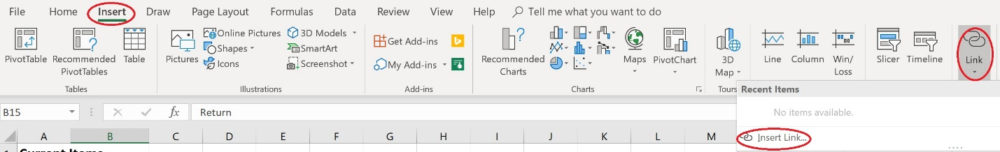 File Home Insert Draw Page Layout Formulas Data Review View Help Tell me what you want to do
Online Pictures 3D Models Get Add-ins
PivotTable Recommended PivotTables Table Pictures Shapes SmartArt Recommended Charts Maps PivotChart 3D Map Line Column Win/Loss Slicer Timeline Link
Icons Screenshot My Add-ins
Tables Illustrations Add-ins Charts Tours
Recent Items
No items available.
B15 fx Return
A B C D E F G H I J K L M
Insert Link...
1 Current Items